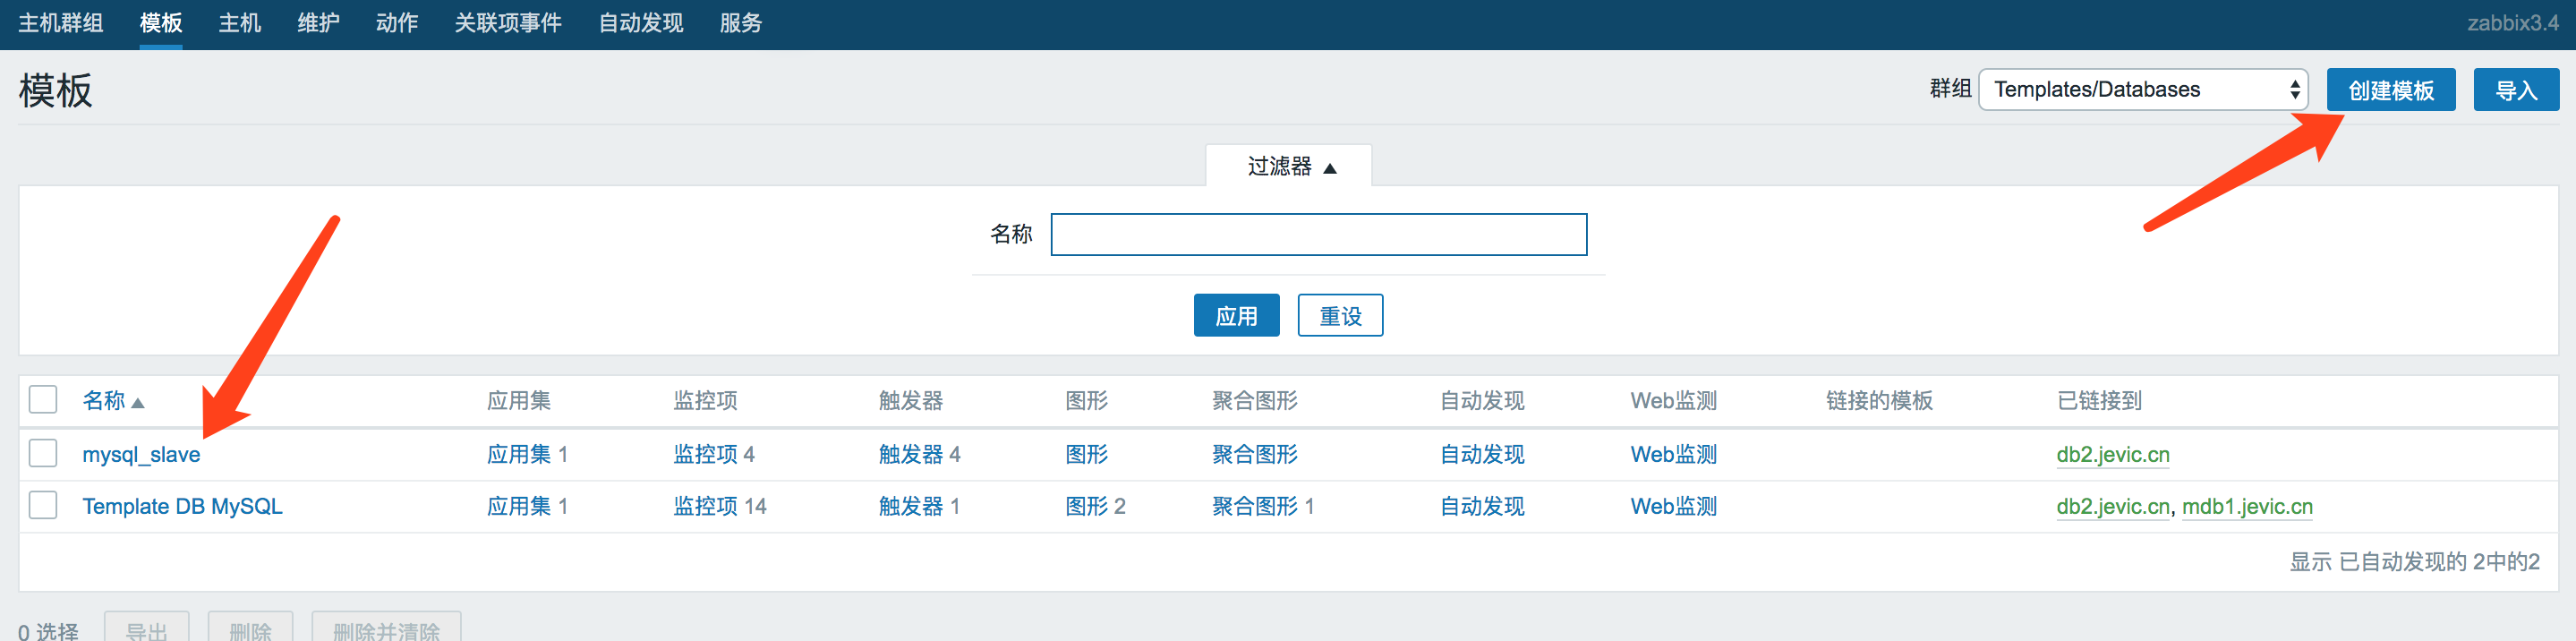 主机群组 模板 主机 维护 动作 关联项事件 自动发现 服务 zabbix3.4
模板 群组 Templates/Databases 创建模板 导入
过滤器 ▲
名称
应用 重设
名称▲ 应用集 监控项 触发器 图形 聚合图形 自动发现 Web监测 链接的模板 已链接到
mysql_slave 应用集 1 监控项 4 触发器 4 图形 聚合图形 自动发现 Web监测 db2.jevic.cn
Template DB MySQL 应用集 1 监控项 14 触发器 1 图形 2 聚合图形 1 自动发现 Web监测 db2.jevic.cn, mdb1.jevic.cn
显示 已自动发现的 2中的2
0 选择 导出 删除 删除并清除